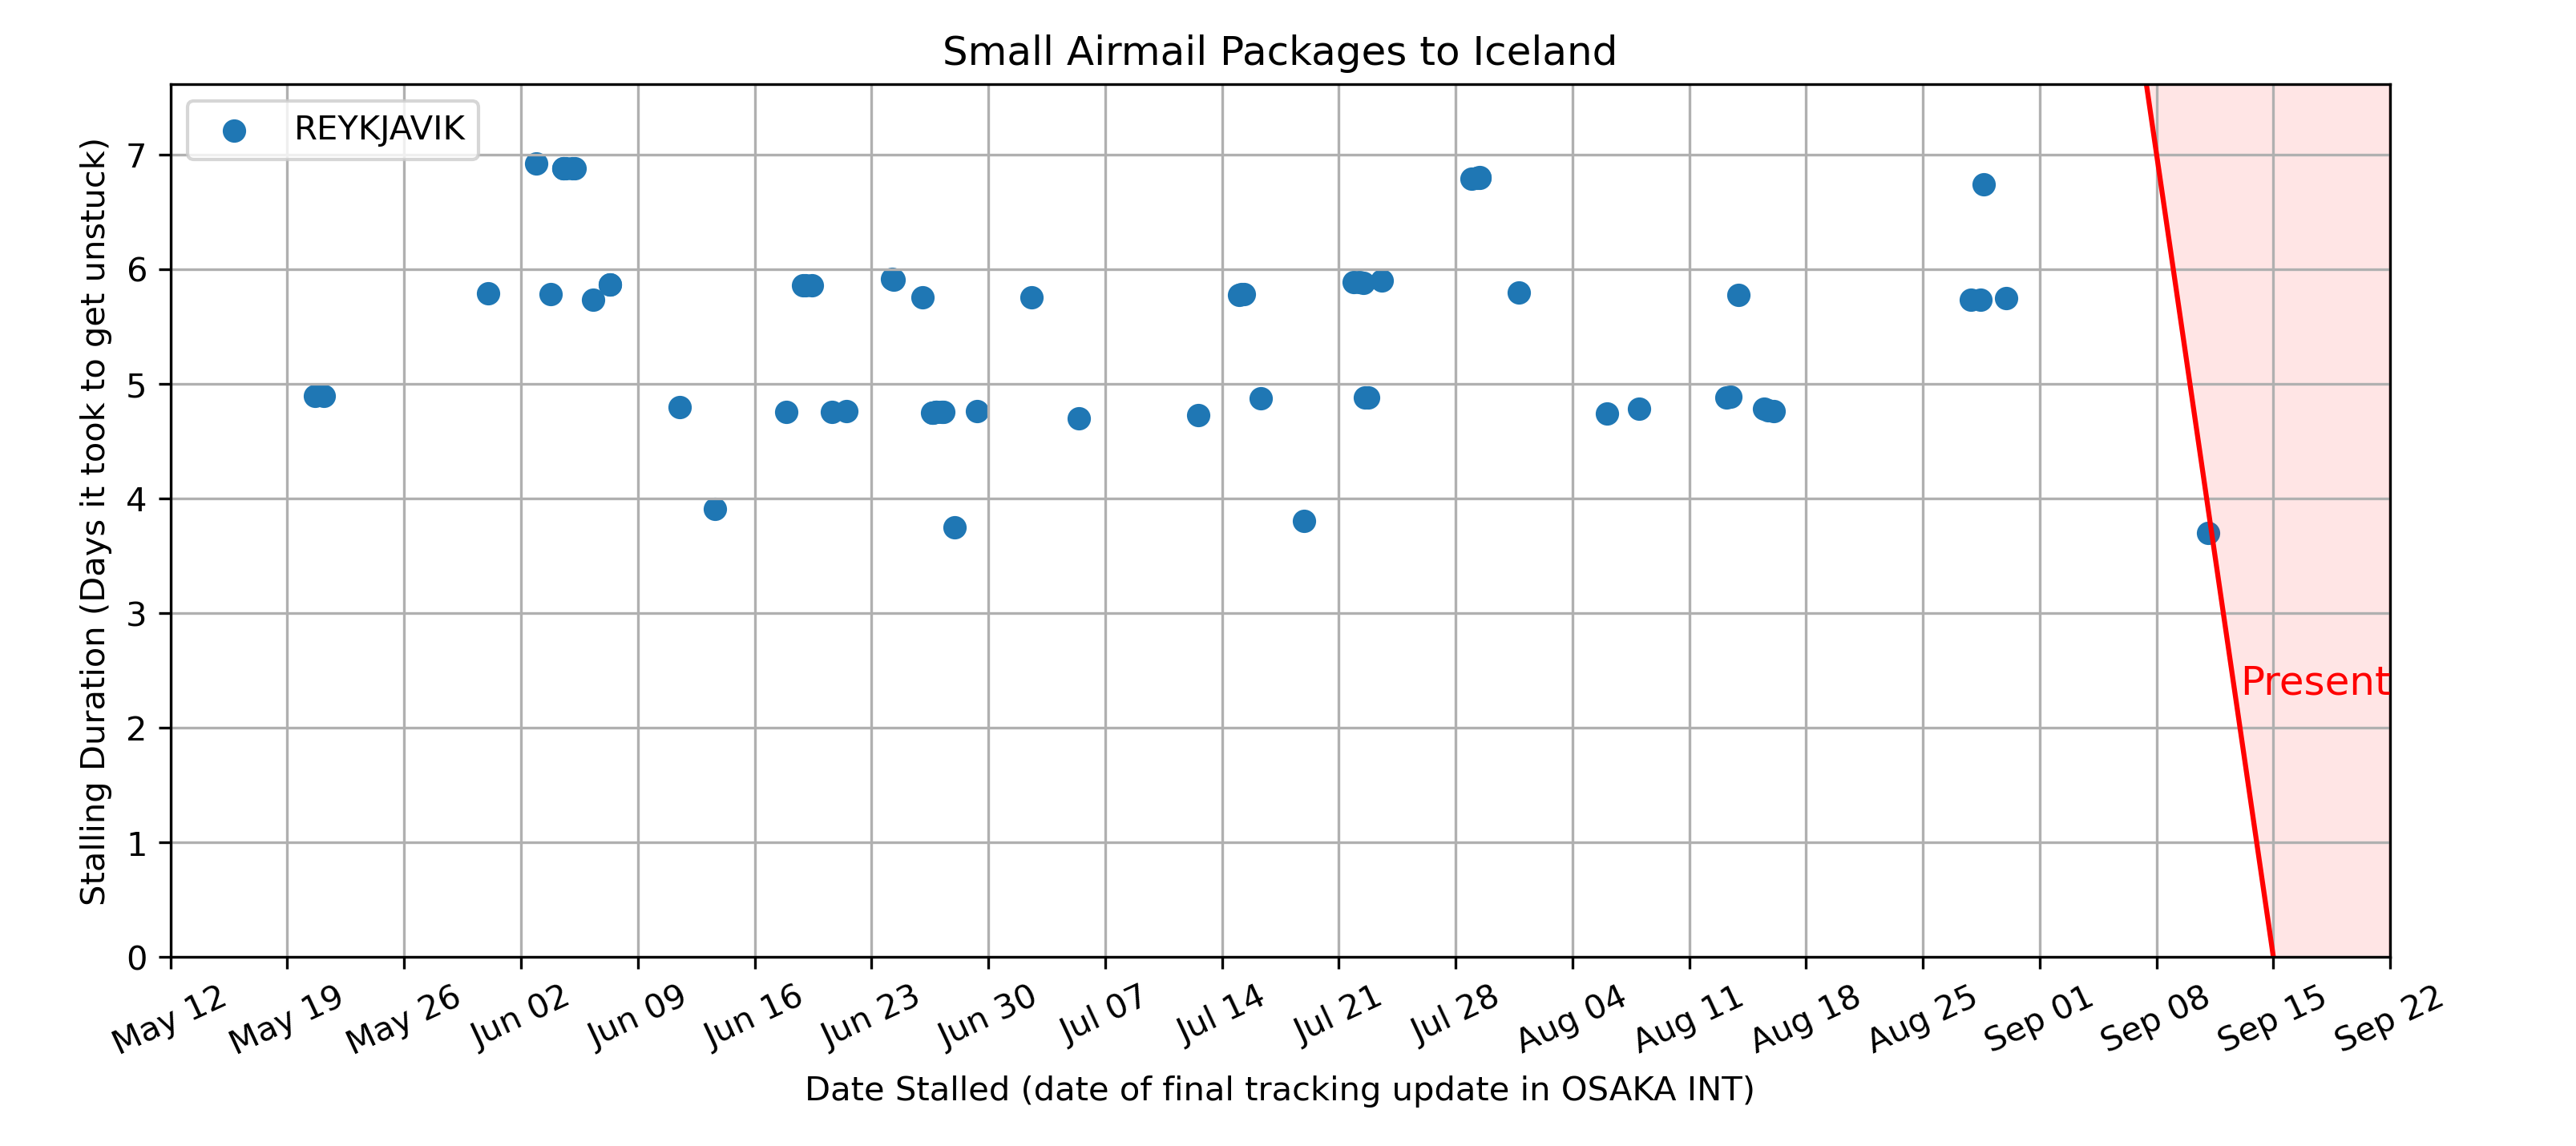 Small Airmail Packages to Iceland
REYKJAVIK
Stalling Duration (Days it took to get unstuck)
7
6
5
4
3
2
1
0
Present
May 12
May 19
May 26
Jun 02
Jun 09
Jun 16
Jun 23
Jun 30
Jul 07
Jul 14
Jul 21
Jul 28
Aug 04
Aug 11
Aug 18
Aug 25
Sep 01
Sep 08
Sep 15
Sep 22
Date Stalled (date of final tracking update in OSAKA INT)